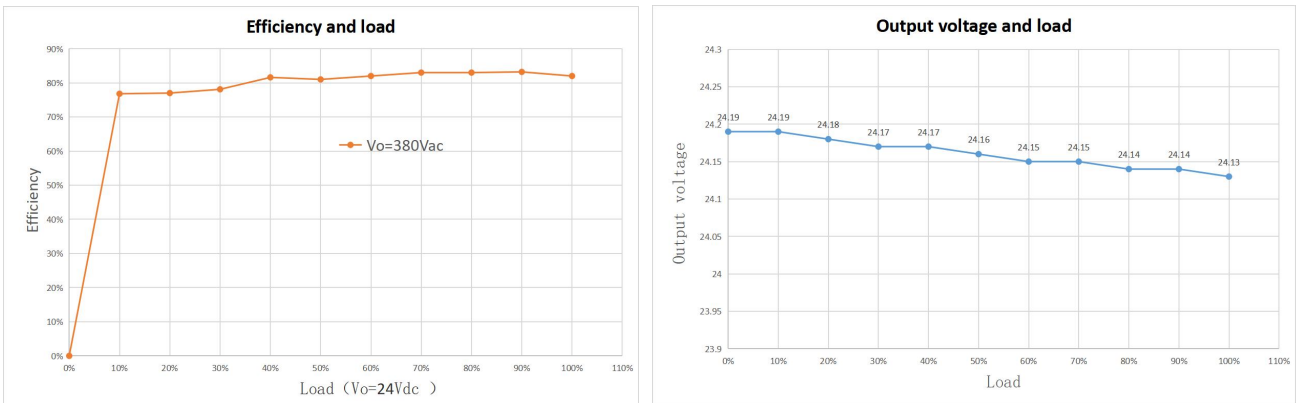 Efficiency and load
90%
80%
70%
60%
50%
40%
30%
20%
10%
0%
Efficiency
Vo=380Vac
0% 10% 20% 30% 40% 50% 60% 70% 80% 90% 100% 110%
Load（Vo=24Vdc ）
Output voltage and load
24.3
24.25
24.2
24.15
24.1
24.05
24
23.95
23.9
Output voltage
24.19 24.19 24.18 24.17 24.17 24.16 24.15 24.15 24.14 24.14 24.13
0% 10% 20% 30% 40% 50% 60% 70% 80% 90% 100% 110%
Load